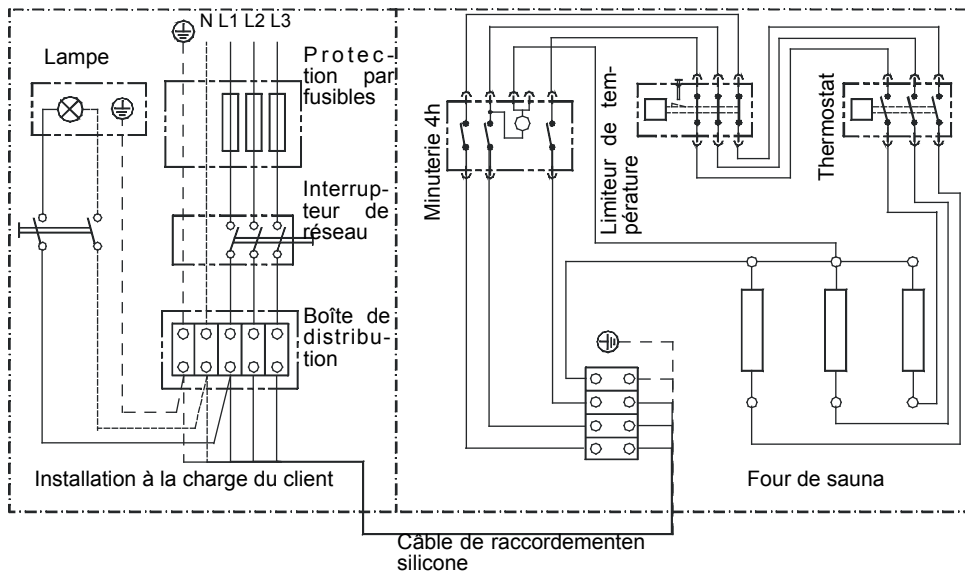 N L1 L2 L3
Lampe
Protec-
tion par
fusibles
Interrup-
teur de
réseau
Boîte de
distribu-
tion
Installation à la charge du client
Minuterie 4h
Limiteur de tem-
pérature
Thermostat
Four de sauna
Câble de raccordementen
silicone